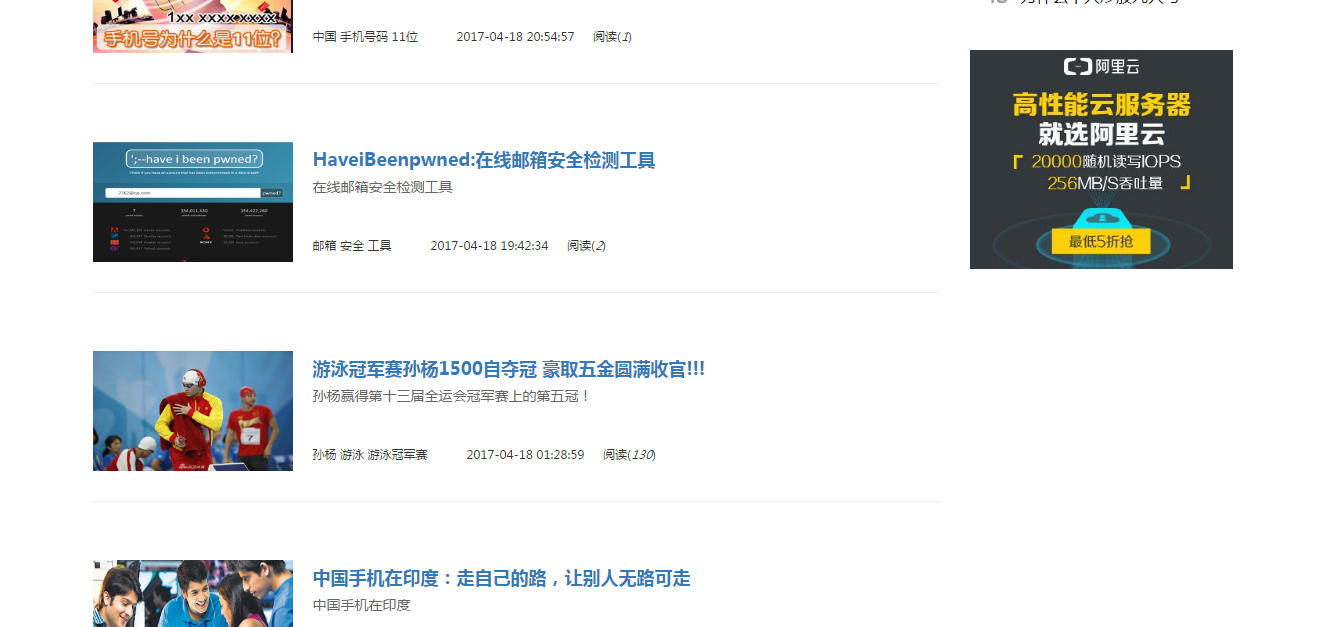 1xx xxxx xxxx
手机号为什么是11位?
中国 手机号码 11位 2017-04-18 20:54:57 阅读(1)
';--have i been pwned?
pwned?
HaveiBeenpwned:在线邮箱安全检测工具
在线邮箱安全检测工具
邮箱 安全 工具 2017-04-18 19:42:34 阅读(2)
7
游泳冠军赛孙杨1500自夺冠 豪取五金圆满收官!!!
孙杨赢得第十三届全运会冠军赛上的第五冠！
孙杨 游泳 游泳冠军赛 2017-04-18 01:28:59 阅读(130)
中国手机在印度：走自己的路，让别人无路可走
中国手机在印度
阿里云
高性能云服务器
就选阿里云
20000随机读写IOPS
256MB/S吞吐量
最低5折抢